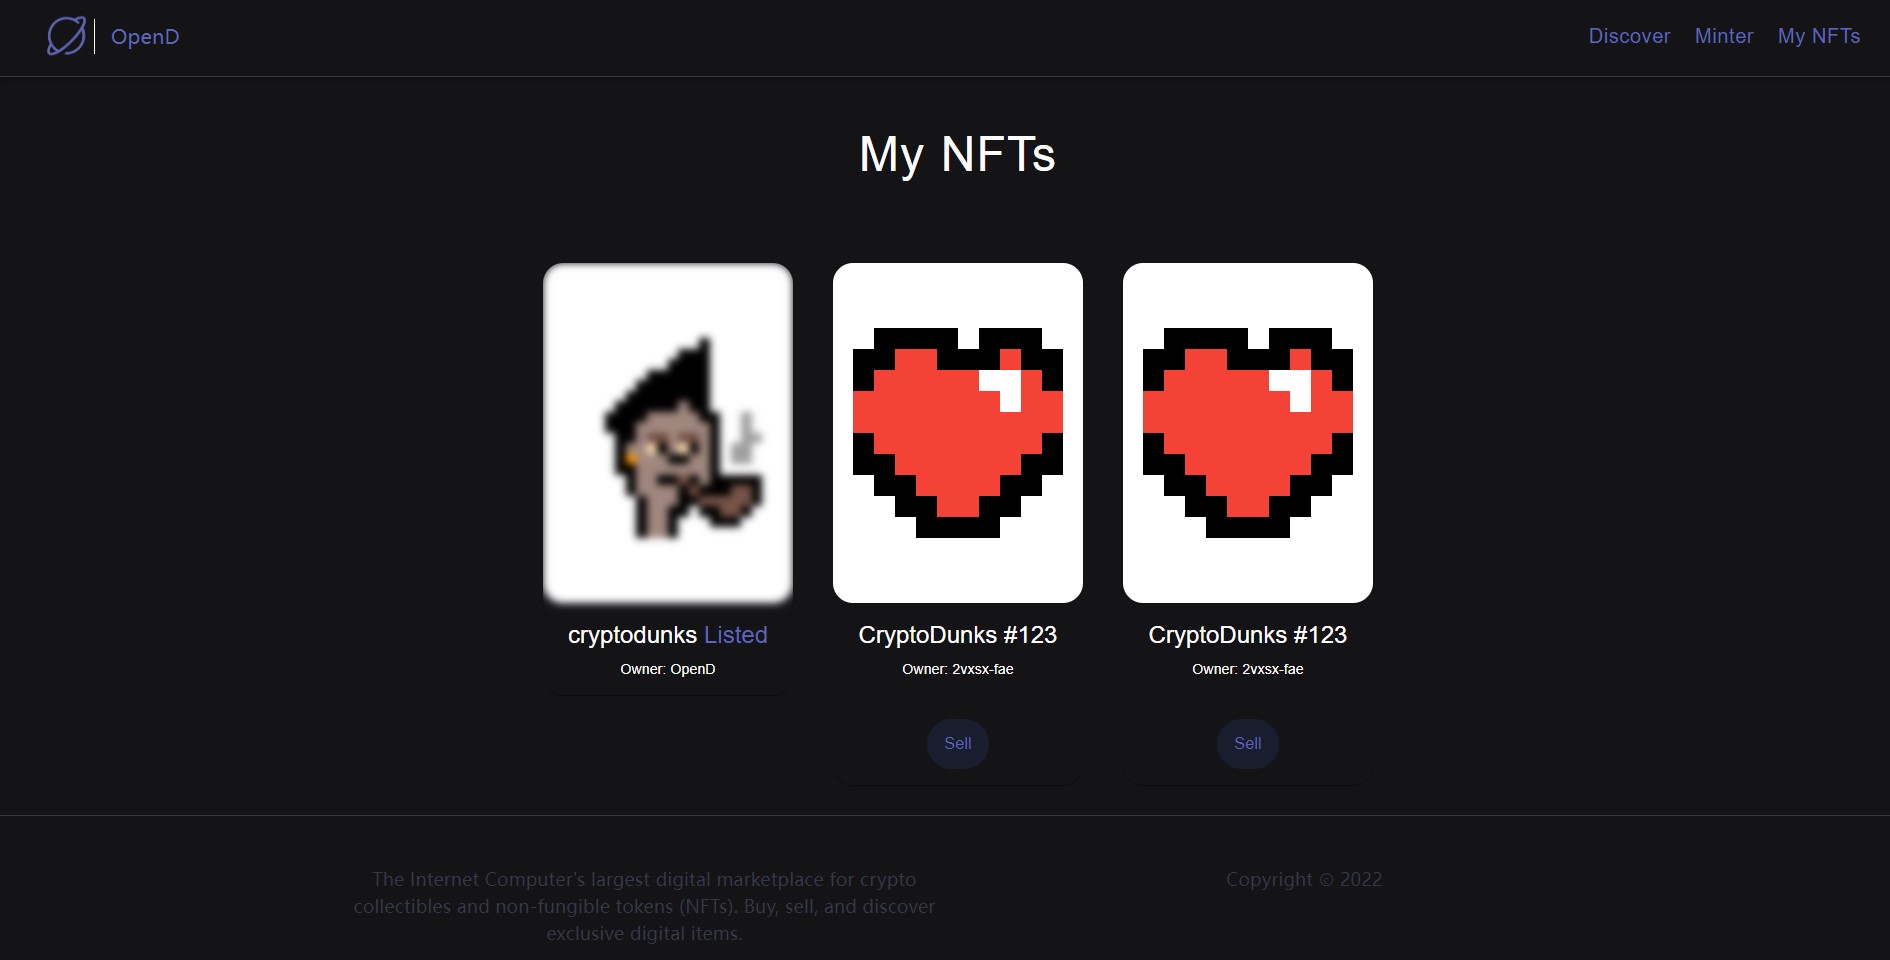 OpenD
Discover Minter My NFTs
My NFTs
cryptodunks Listed
Owner: OpenD
CryptoDunks #123
Owner: 2vxsx-fae
Sell
CryptoDunks #123
Owner: 2vxsx-fae
Sell
The Internet Computer's largest digital marketplace for crypto
collectibles and non-fungible tokens (NFTs). Buy, sell, and discover
exclusive digital items.
Copyright © 2022